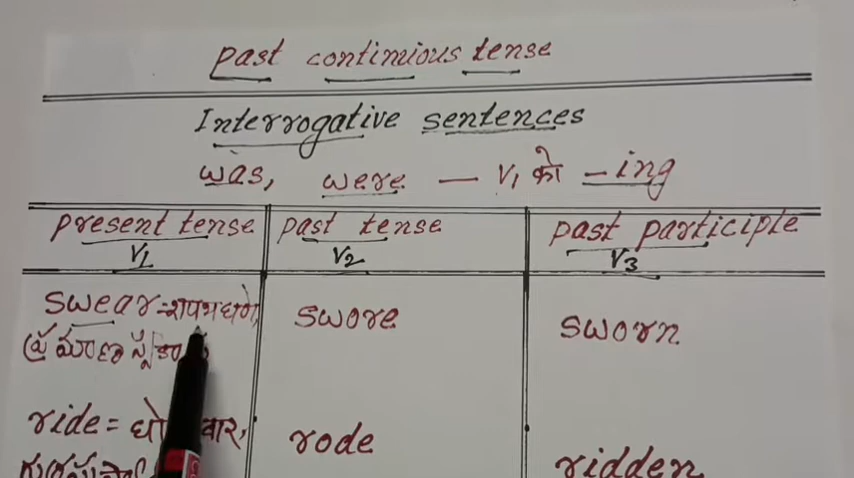 past continuous tense
Interrogative sentences
was, were — V₁ को -ing
present tense past tense past participle
V₁ V₂ V₃
swear = शपथ घेणे, swore sworn
ride = rode ridden